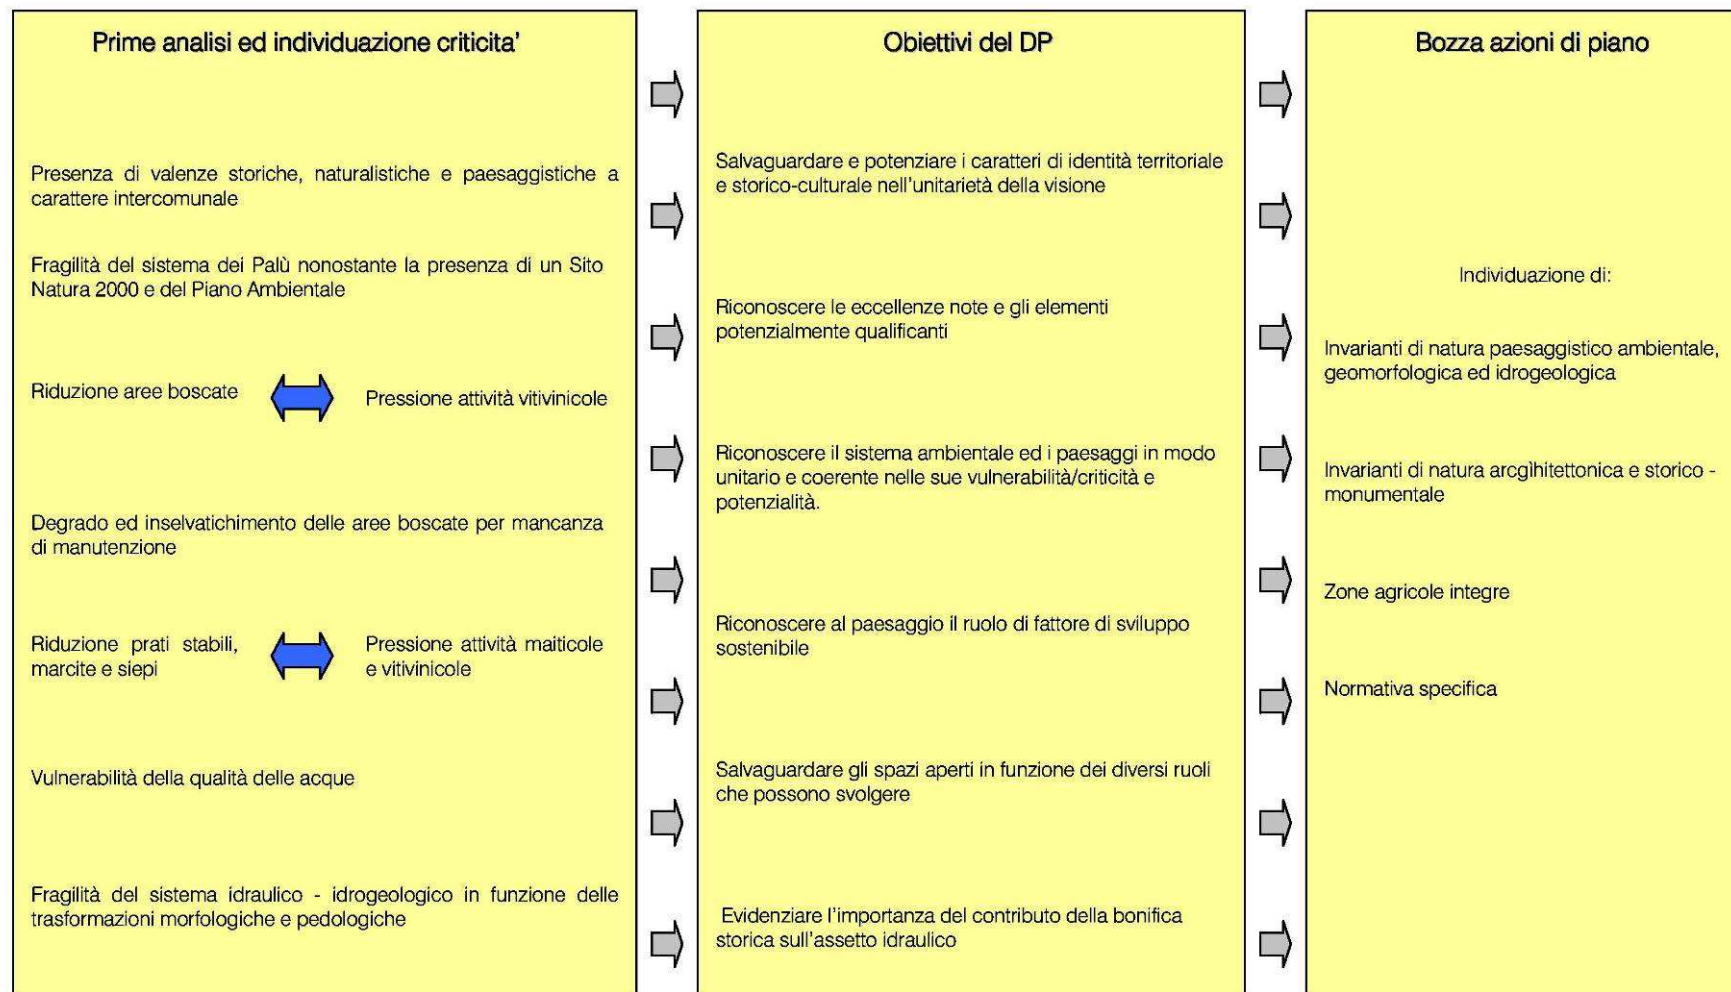 Prime analisi ed individuazione criticita'
Presenza di valenze storiche, naturalistiche e paesaggistiche a
carattere intercomunale
Fragilità del sistema dei Palù nonostante la presenza di un Sito
Natura 2000 e del Piano Ambientale
Riduzione aree boscate
Pressione attività vitivinicole
Degrado ed inselvatichimento delle aree boscate per mancanza
di manutenzione
Riduzione prati stabili,
marcite e siepi
Pressione attività maiticole
e vitivinicole
Vulnerabilità della qualità delle acque
Fragilità del sistema idraulico - idrogeologico in funzione delle
trasformazioni morfologiche e pedologiche
Obiettivi del DP
Salvaguardare e potenziare i caratteri di identità territoriale
e storico-culturale nell'unitarietà della visione
Riconoscere le eccellenze note e gli elementi
potenzialmente qualificanti
Riconoscere il sistema ambientale ed i paesaggi in modo
unitario e coerente nelle sue vulnerabilità/criticità e
potenzialità.
Riconoscere al paesaggio il ruolo di fattore di sviluppo
sostenibile
Salvaguardare gli spazi aperti in funzione dei diversi ruoli
che possono svolgere
Evidenziare l'importanza del contributo della bonifica
storica sull'assetto idraulico
Bozza azioni di piano
Individuazione di:
Invarianti di natura paesaggistico ambientale,
geomorfologica ed idrogeologica
Invarianti di natura arcgìhitettonica e storico -
monumentale
Zone agricole integre
Normativa specifica